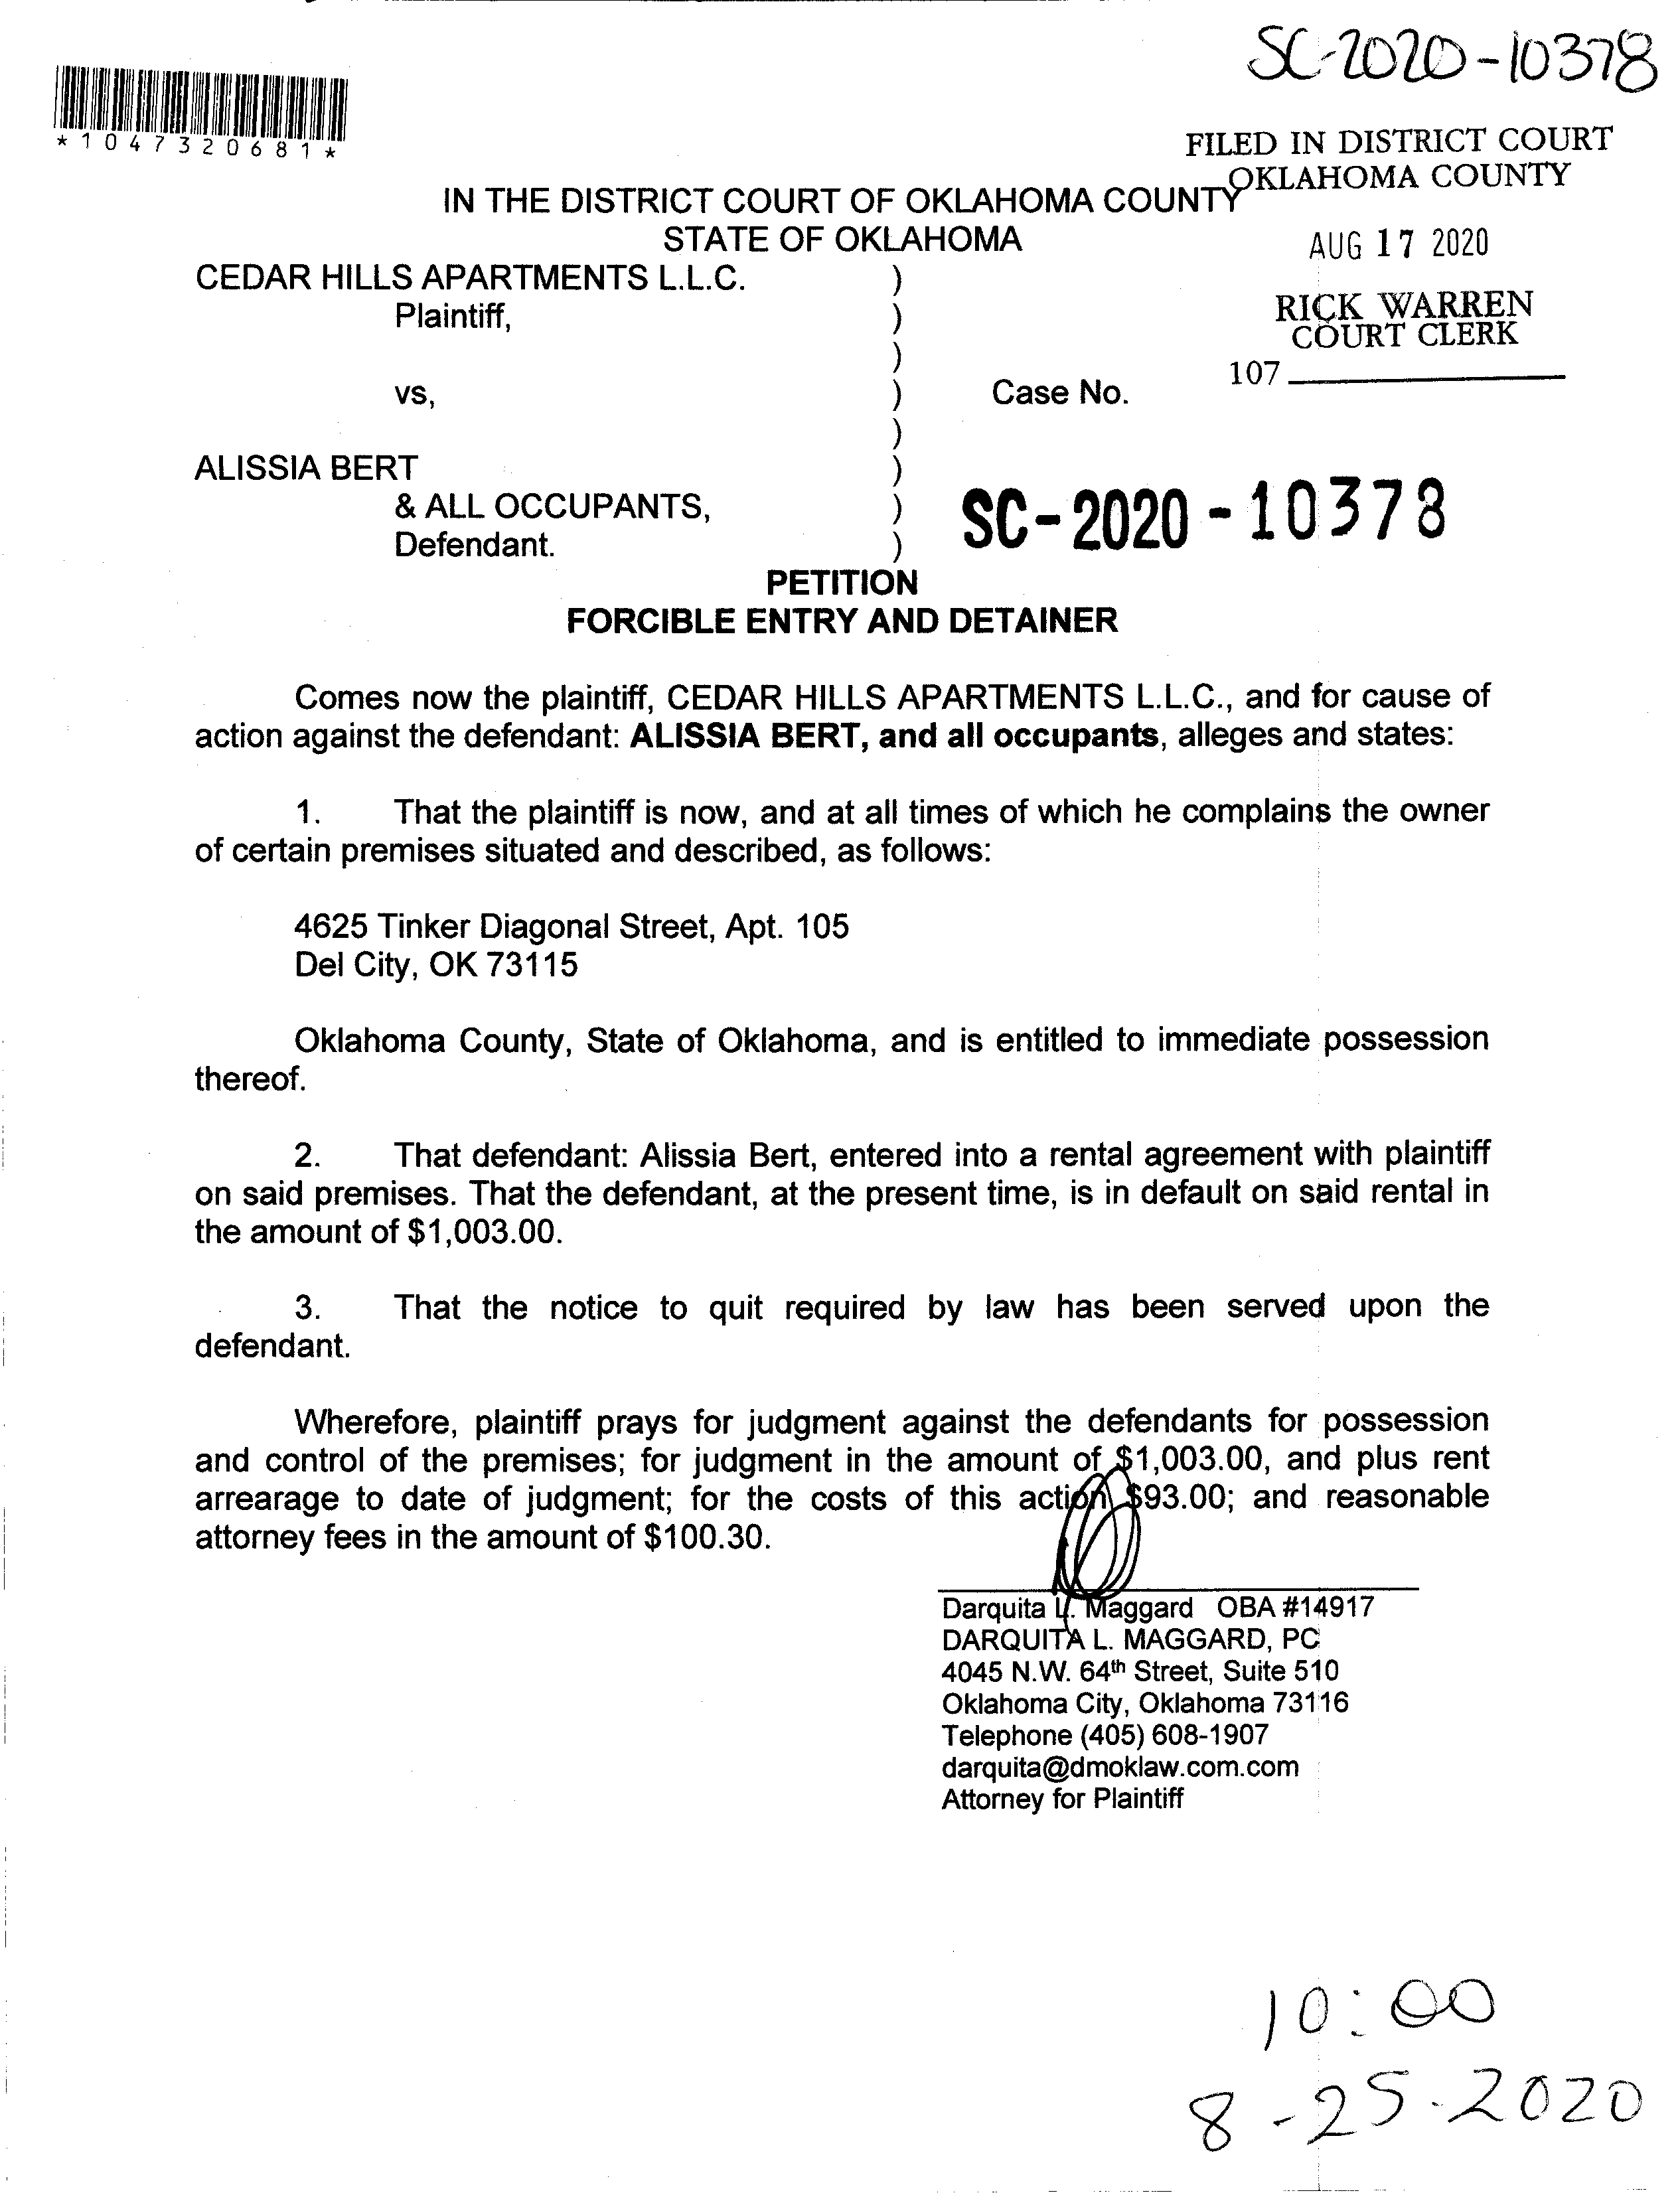 SC-2020-10378
*1047320681*
FILED IN DISTRICT COURT
OKLAHOMA COUNTY
IN THE DISTRICT COURT OF OKLAHOMA COUNTY
STATE OF OKLAHOMA
AUG 17 2020
CEDAR HILLS APARTMENTS L.L.C. )
Plaintiff, )
RICK WARREN
COURT CLERK
)
107
vs, ) Case No.
)
ALISSIA BERT )
& ALL OCCUPANTS, ) SC-2020-10378
Defendant. )
PETITION
FORCIBLE ENTRY AND DETAINER
Comes now the plaintiff, CEDAR HILLS APARTMENTS L.L.C., and for cause of
action against the defendant: ALISSIA BERT, and all occupants, alleges and states:
1. That the plaintiff is now, and at all times of which he complains the owner
of certain premises situated and described, as follows:
4625 Tinker Diagonal Street, Apt. 105
Del City, OK 73115
Oklahoma County, State of Oklahoma, and is entitled to immediate possession
thereof.
2. That defendant: Alissia Bert, entered into a rental agreement with plaintiff
on said premises. That the defendant, at the present time, is in default on said rental in
the amount of $1,003.00.
3. That the notice to quit required by law has been served upon the
defendant.
Wherefore, plaintiff prays for judgment against the defendants for possession
and control of the premises; for judgment in the amount of $1,003.00, and plus rent
arrearage to date of judgment; for the costs of this action $93.00; and reasonable
attorney fees in the amount of $100.30.
Darquita L. Maggard OBA #14917
DARQUITA L. MAGGARD, PC
4045 N.W. 64th Street, Suite 510
Oklahoma City, Oklahoma 73116
Telephone (405) 608-1907
darquita@dmoklaw.com.com
Attorney for Plaintiff
10:00
8-25-2020